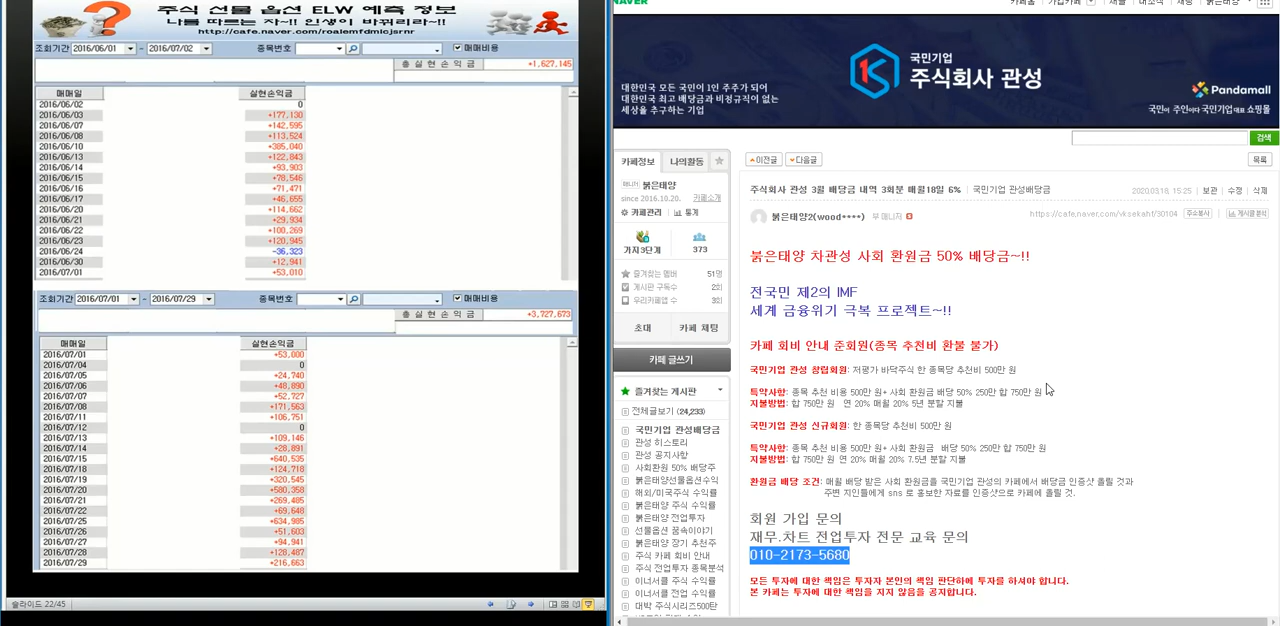 주식 선물 옵션 ELW 예측 정보
나를 따르는 자~!! 인생이 바뀌리라~!!
http://cafe.naver.com/roalemfdmlcjsrnr
조회기간 2016/06/01 - 2016/07/02 종목번호 매매비용
총 실 현 손 익 금 +1,627,145
매매일 실현손익금
2016/06/02 0
2016/06/03 +177,130
2016/06/07 +142,595
2016/06/08 +113,524
2016/06/10 +385,040
2016/06/13 +122,843
2016/06/14 +93,903
2016/06/15 +78,546
2016/06/16 +71,471
2016/06/17 +46,655
2016/06/20 +114,662
2016/06/21 +29,934
2016/06/22 +100,269
2016/06/23 +120,945
2016/06/24 -36,323
2016/06/30 +12,941
2016/07/01 +53,010
조회기간 2016/07/01 - 2016/07/29 종목번호 매매비용
총 실 현 손 익 금 +3,727,673
매매일 실현손익금
2016/07/01 +53,000
2016/07/04 0
2016/07/05 +24,740
2016/07/06 +48,890
2016/07/07 +52,727
2016/07/08 +171,563
2016/07/11 +106,751
2016/07/12 0
2016/07/13 +109,146
2016/07/14 +28,891
2016/07/15 +640,535
2016/07/18 +124,718
2016/07/19 +320,545
2016/07/20 +580,358
2016/07/21 +269,485
2016/07/22 +69,648
2016/07/25 +634,985
2016/07/26 +51,603
2016/07/27 +94,941
2016/07/28 +128,487
2016/07/29 +216,663
슬라이드 22/45
NAVER
대한민국 모든 국민이 1인 주주가 되어
대한민국 최고 배당금과 비정규직이 없는
세상을 추구하는 기업
국민기업
주식회사 관성
Pandamall
국민이 주인이다 국민기업대표 쇼핑몰
검색
카페정보 나의활동
매니저 붉은태양
since 2016.10.20. 카페소개
카페관리 통계
가지3단계 373
즐겨찾는 멤버 51명
게시판 구독수 2회
우리카페앱 수 3회
초대 카페 채팅
카페 글쓰기
즐겨찾는 게시판
전체글보기 (24,233)
국민기업 관성배당금
관성 히스토리
관성 공지사항
사회환원 50% 배당주
붉은태양선물옵션수익
해외/미국주식 수익률
붉은태양 주식 수익률
붉은태양 전업투자
선물옵션 꿈속이야기
붉은태양 장기 추천주
주식 카페 회비 안내
주식 전업투자 종목분석
이너서클 주식 수익률
이너서클 전업 수익률
대박 주식시리즈500탄
이전글 다음글 목록
주식회사 관성 3월 배당금 내역 3회분 매월18일 6% | 국민기업 관성배당금
2020.03.18. 15:25 | 보관 | 수정 | 삭제
붉은태양2(wood****) 부매니저
https://cafe.naver.com/vksekahf/30104 주소복사 게시글분석
붉은태양 차관성 사회 환원금 50% 배당금~!!
전국민 제2의 IMF
세계 금융위기 극복 프로젝트~!!
카페 회비 안내 준회원(종목 추천비 환불 불가)
국민기업 관성 창립회원: 저평가 바닥주식 한 종목당 추천비 500만 원
특약사항: 종목 추천 비용 500만 원+ 사회 환원금 배당 50% 250만 합 750만 원
지불방법: 합 750만 원 연 20% 매월 20% 5년 분할 지불
국민기업 관성 신규회원: 한 종목당 추천비 500만 원
특약사항: 종목 추천 비용 500만 원+ 사회 환원금 배당 50% 250만 합 750만 원
지불방법: 합 750만 원 연 20% 매월 20% 7.5년 분할 지불
환원금 배당 조건: 매월 배당 받은 사회 환원금을 국민기업 관성의 카페에서 배당금 인증샷 올릴 것과
주변 지인들에게 sns 로 홍보한 자료를 인증샷으로 카페에 올릴 것.
회원 가입 문의
재무.차트 전업투자 전문 교육 문의
010-2173-5680
모든 투자에 대한 책임은 투자자 본인의 책임 판단하에 투자를 하셔야 합니다.
본 카페는 투자에 대한 책임을 지지 않음을 공지합니다.